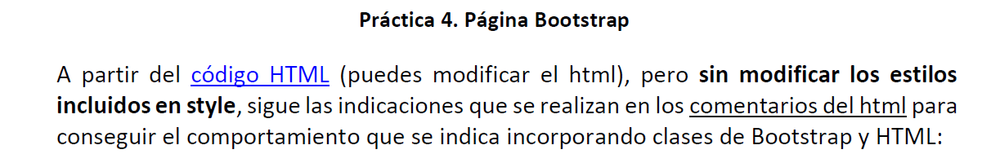 Práctica 4. Página Bootstrap
A partir del código HTML (puedes modificar el html), pero sin modificar los estilos
incluidos en style, sigue las indicaciones que se realizan en los comentarios del html para
conseguir el comportamiento que se indica incorporando clases de Bootstrap y HTML: